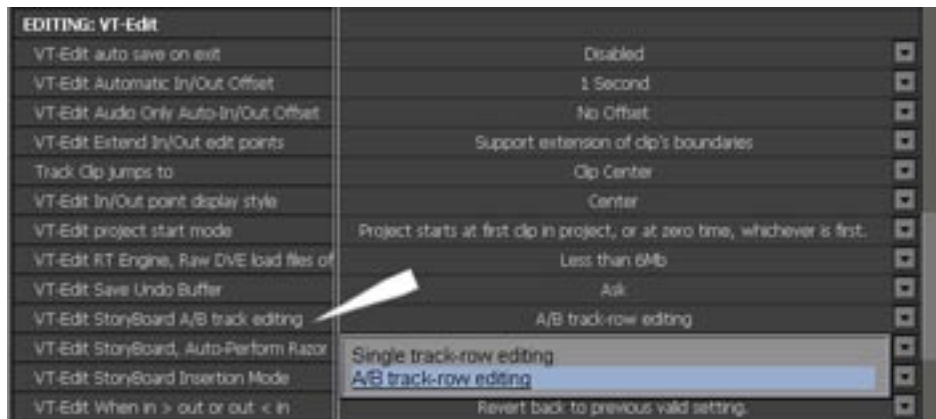 EDITING: VT-Edit
VT-Edit auto save on exit Disabled
VT-Edit Automatic In/Out Offset 1 Second
VT-Edit Audio Only Auto-In/Out Offset No Offset
VT-Edit Extend In/Out edit points Support extension of clip's boundaries
Track Clip jumps to Clip Center
VT-Edit In/Out point display style Center
VT-Edit project start mode Project starts at first clip in project, or at zero time, whichever is first.
VT-Edit RT Engine, Raw DVE load files of Less than 6Mb
VT-Edit Save Undo Buffer Ask
VT-Edit StoryBoard A/B track editing A/B track-row editing
VT-Edit StoryBoard, Auto-Perform Razor
Single track-row editing
VT-Edit StoryBoard Insertion Mode
A/B track-row editing
VT-Edit When in > out or out < in Revert back to previous valid setting.